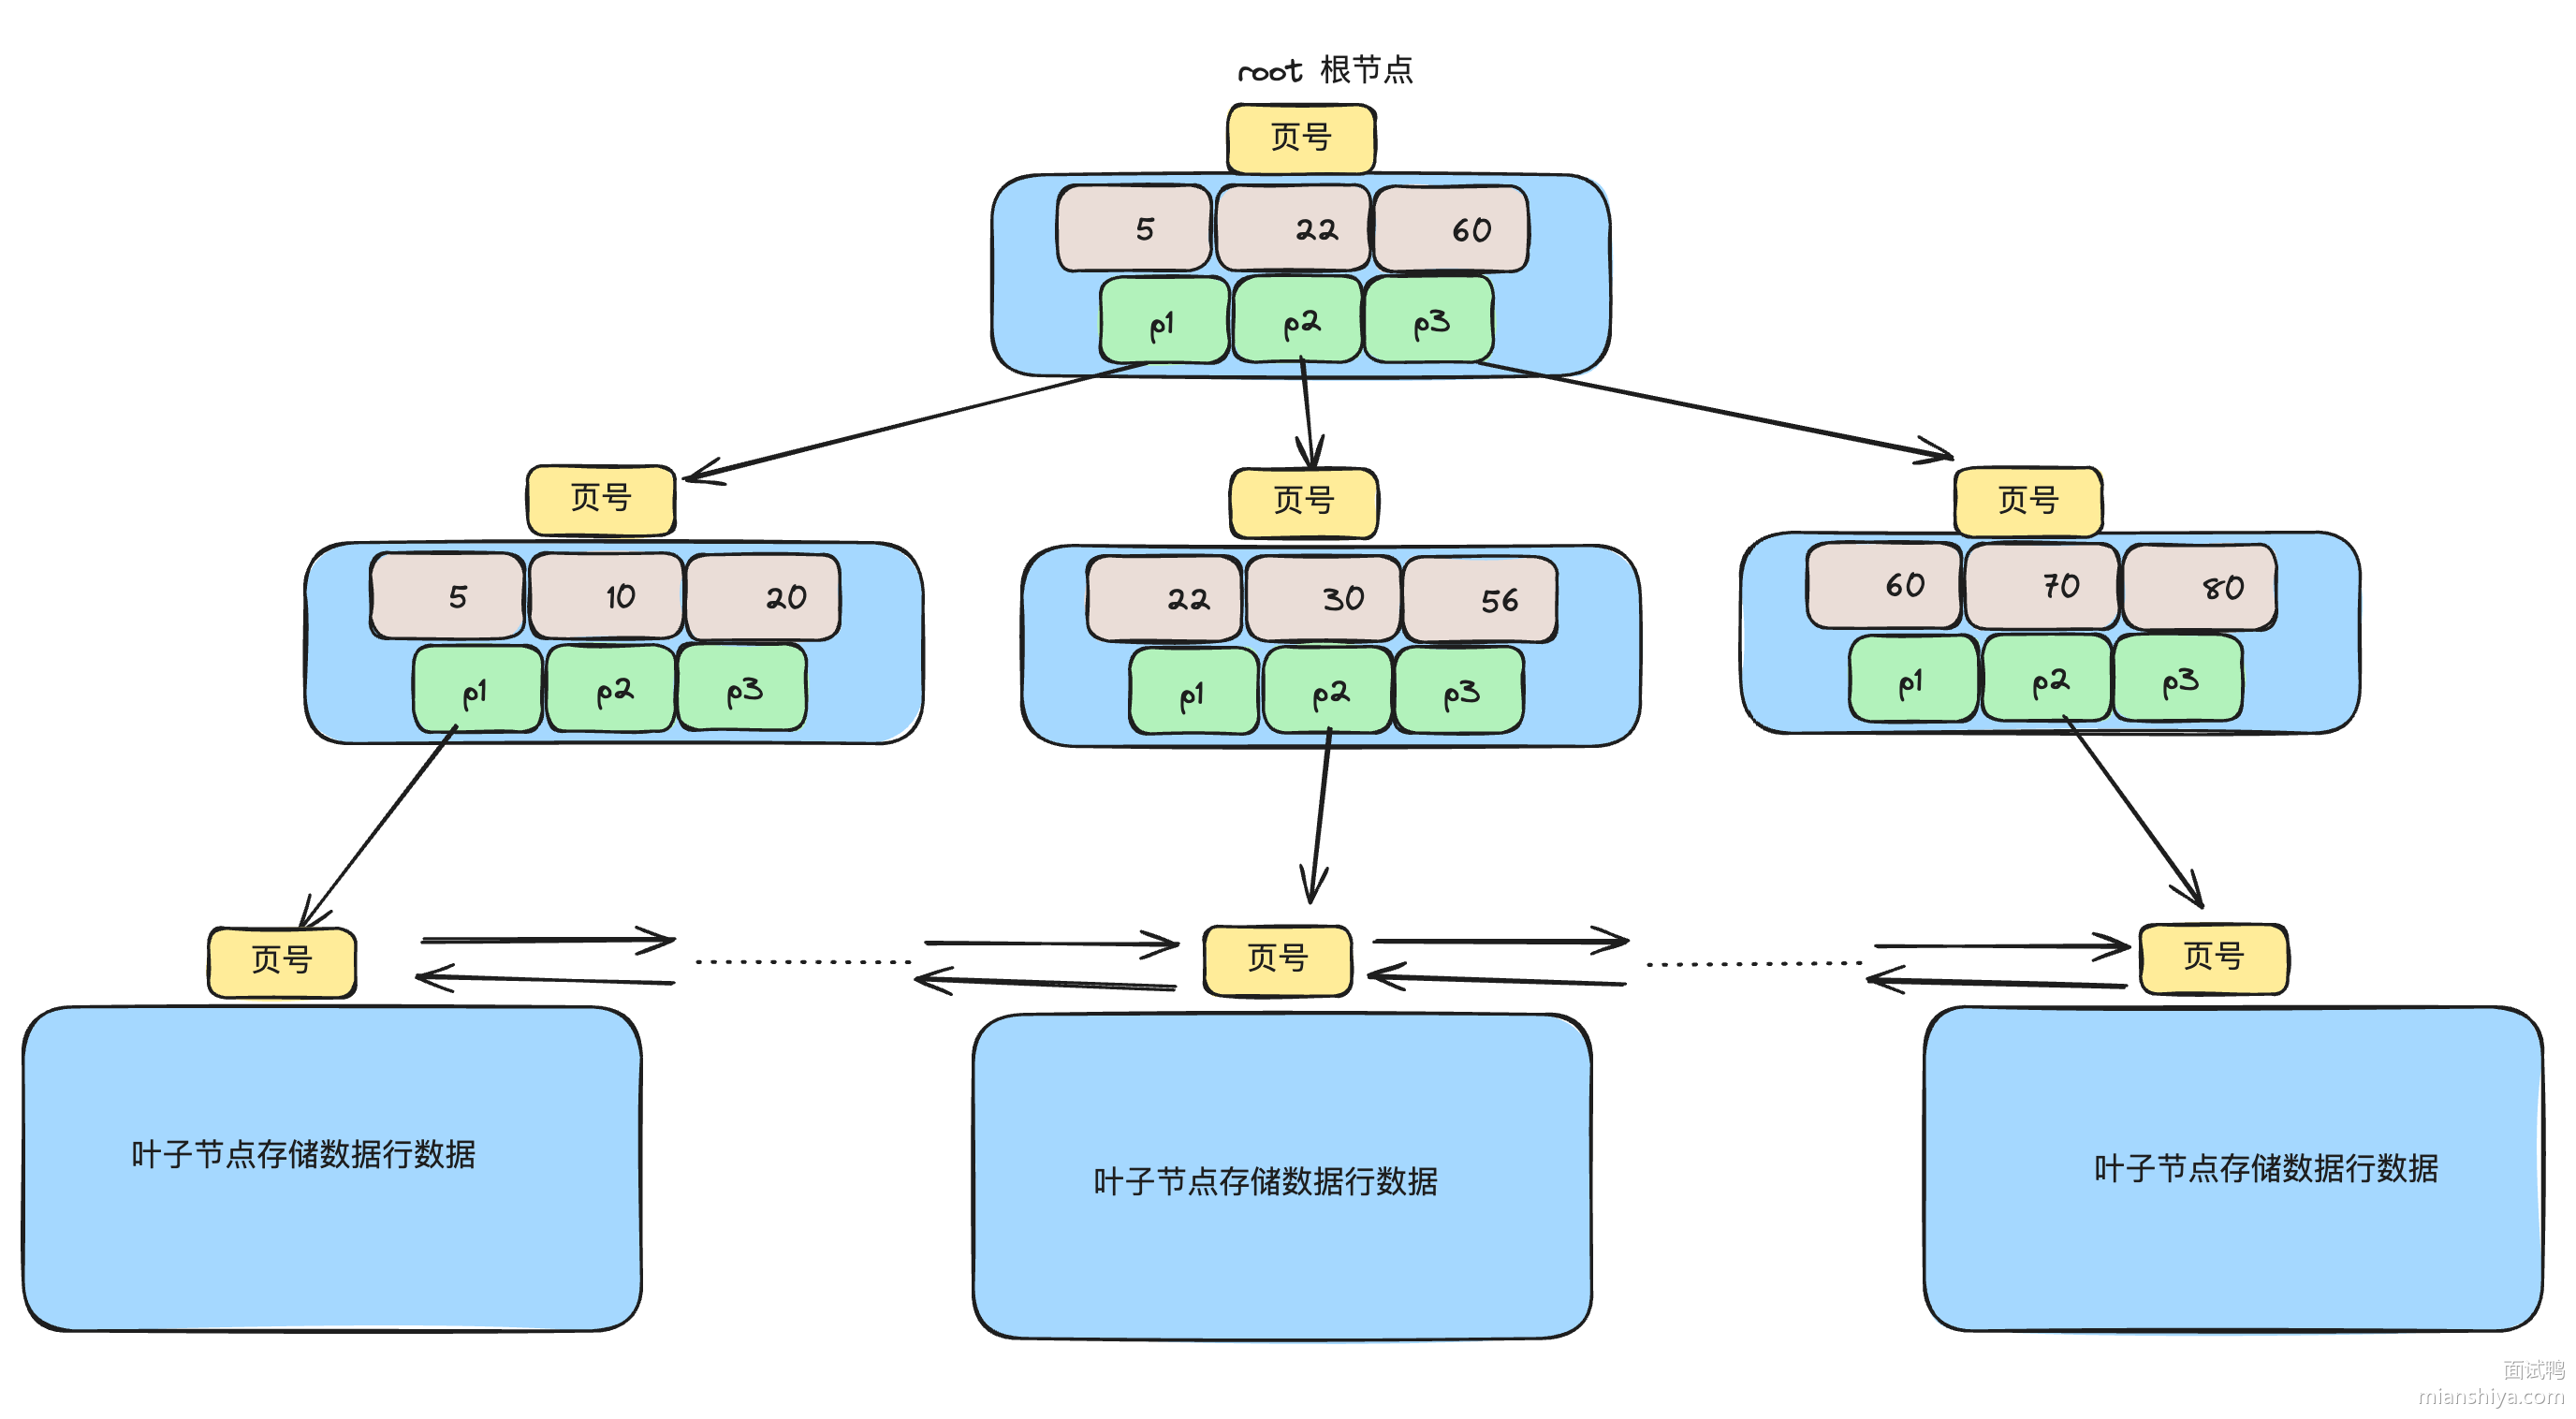 root 根节点
页号
5 22 60
p1 p2 p3
页号 页号 页号
5 10 20 22 30 56 60 70 80
p1 p2 p3 p1 p2 p3 p1 p2 p3
页号 页号 页号
叶子节点存储数据行数据 叶子节点存储数据行数据 叶子节点存储数据行数据
面试鸭
mianshiya.com